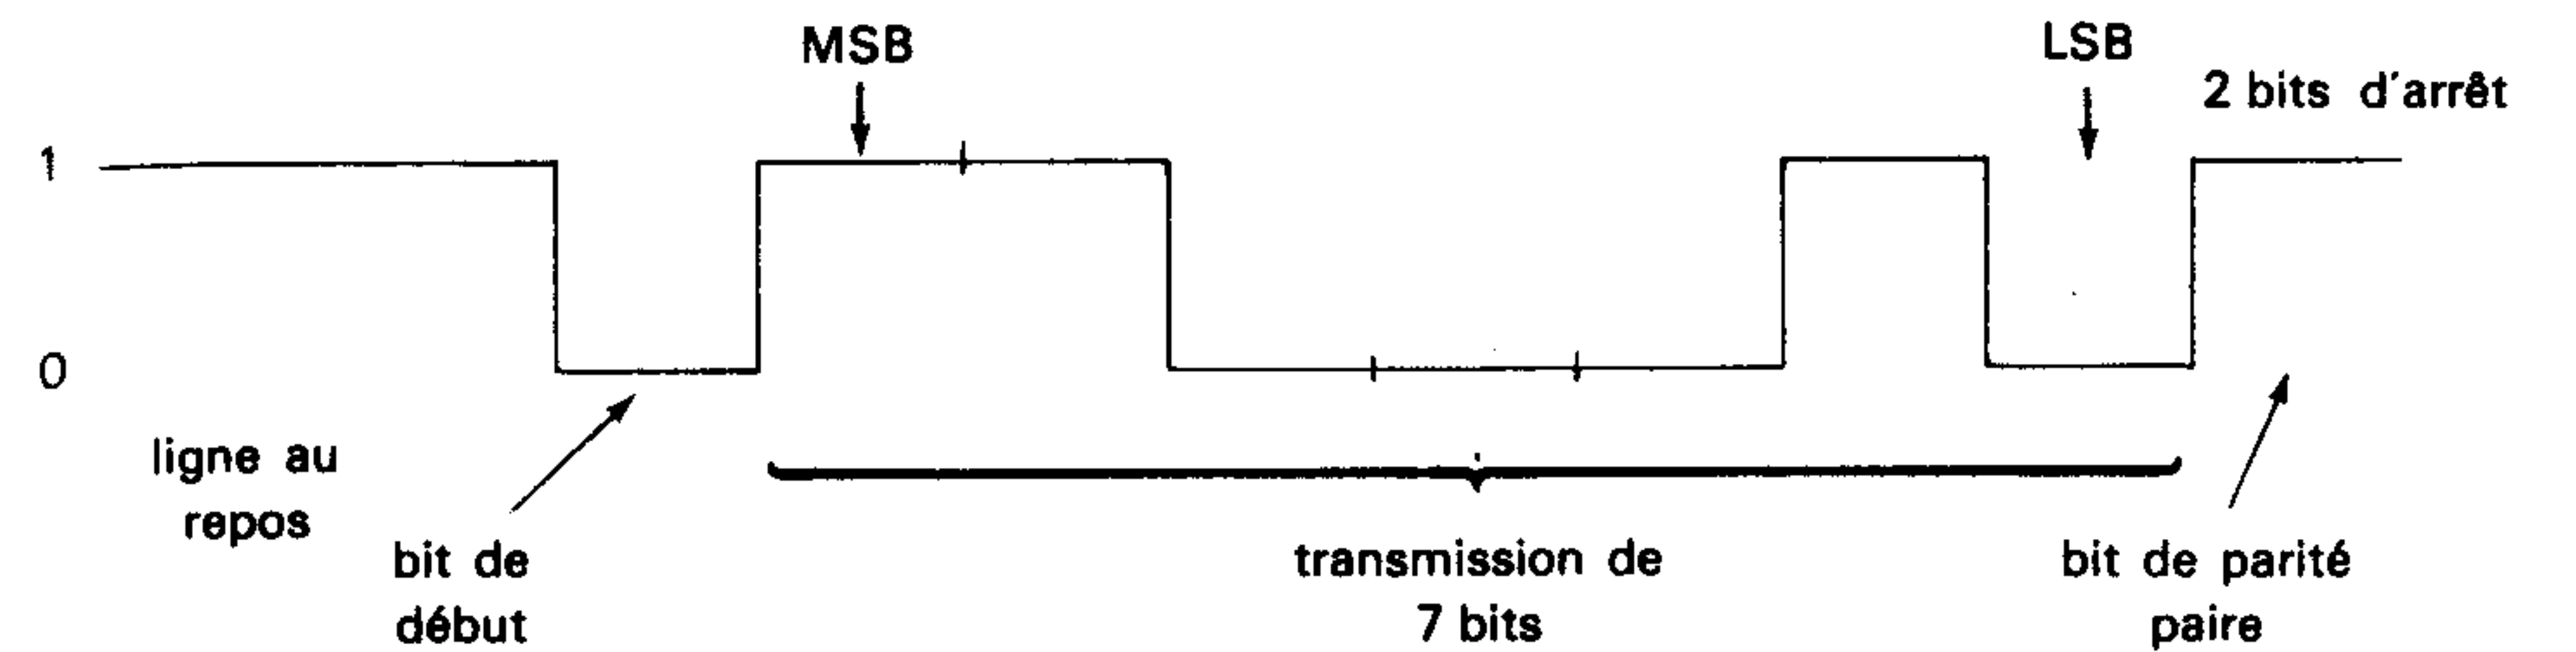 MSB
LSB
2 bits d'arrêt
1
0
ligne au
repos
bit de
début
transmission de
7 bits
bit de parité
paire